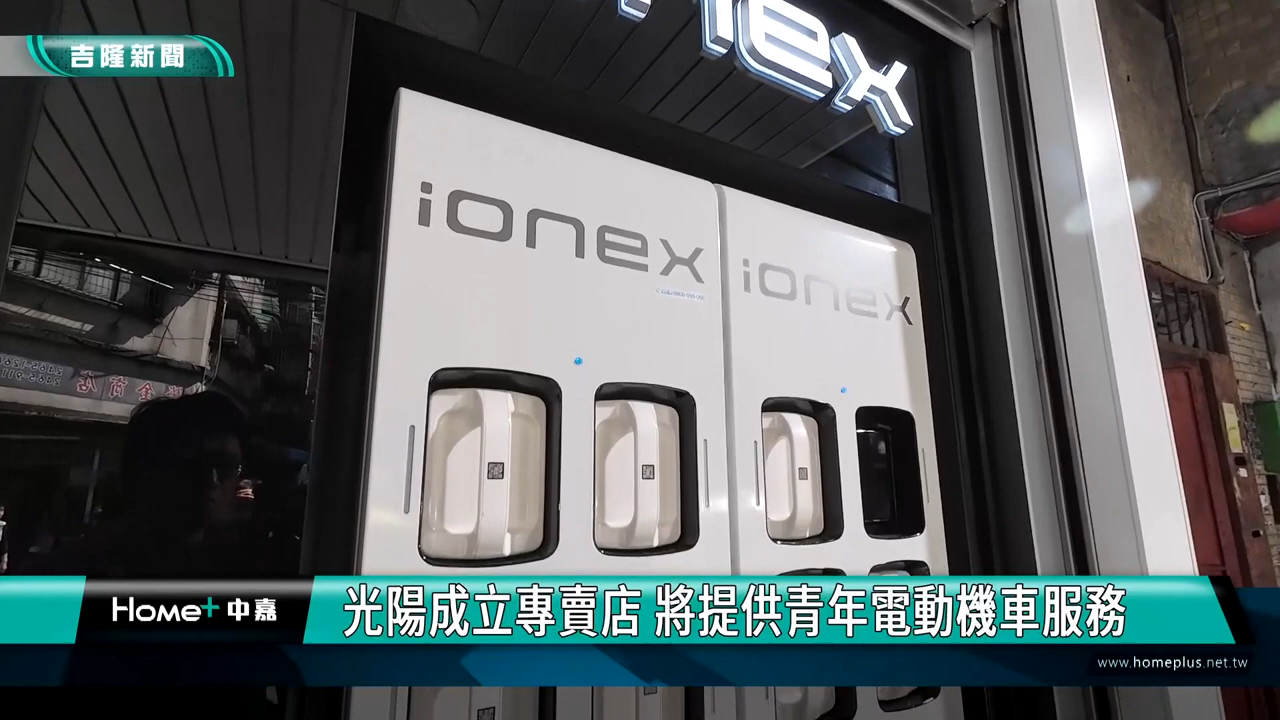 吉隆新聞
ionex
ionex
ionex
Home+中嘉
光陽成立專賣店 將提供青年電動機車服務
www.homeplus.net.tw